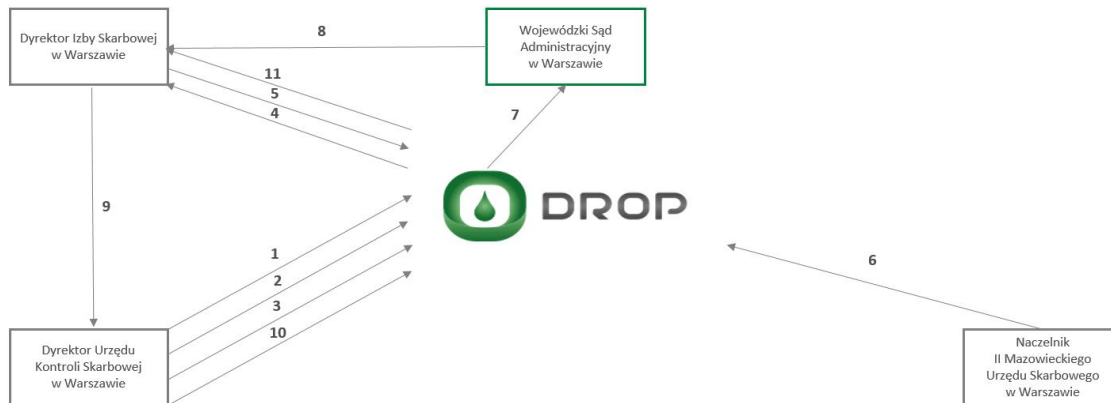 Dyrektor Izby Skarbowej
w Warszawie
8
Wojewódzki Sąd
Administracyjny
w Warszawie
11
5
4
7
DROP
9
1
2
3
10
6
Dyrektor Urzędu
Kontroli Skarbowej
w Warszawie
Naczelnik
II Mazowieckiego
Urzędu Skarbowego
w Warszawie